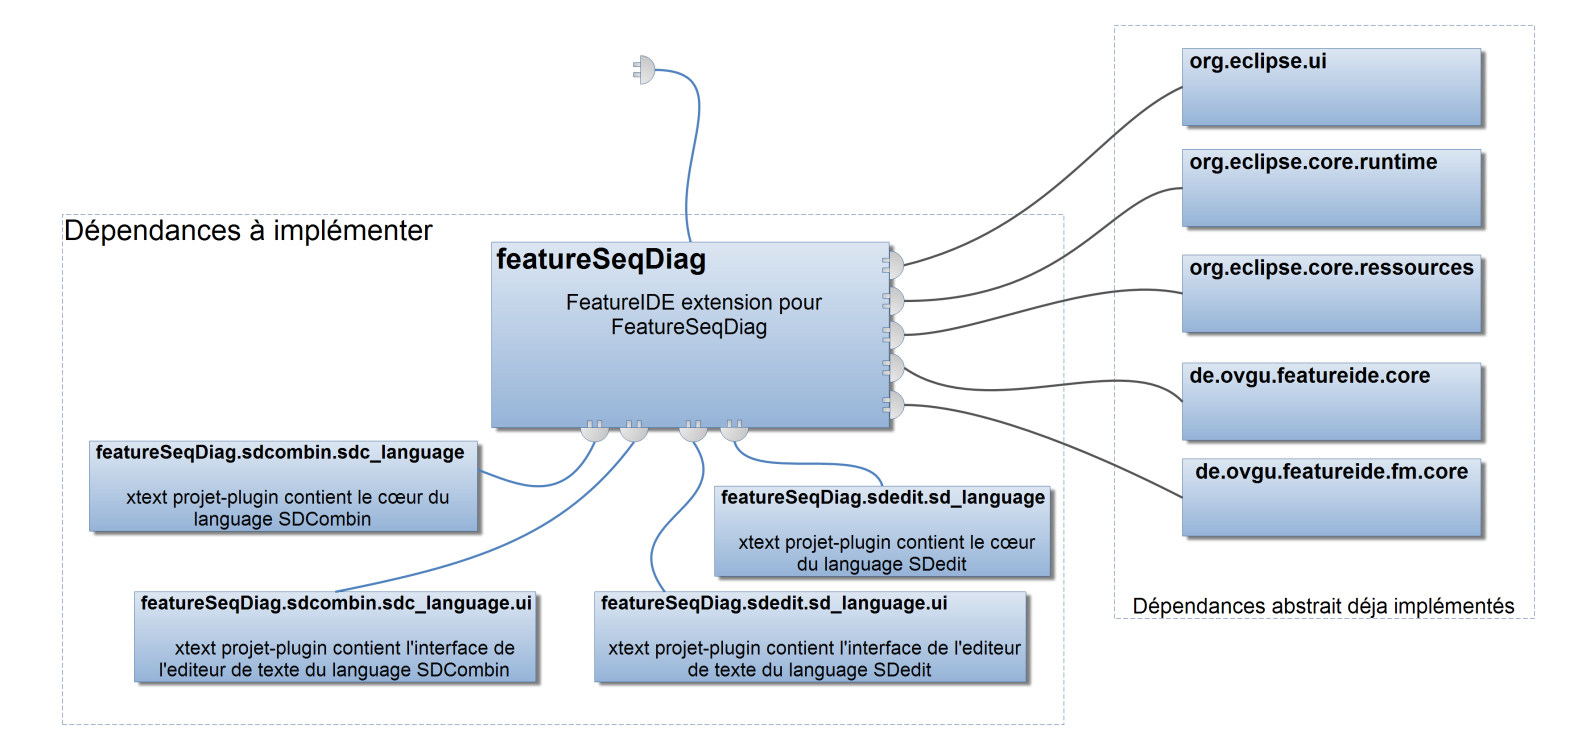 Dépendances à implémenter
featureSeqDiag
FeatureIDE extension pour
FeatureSeqDiag
featureSeqDiag.sdcombin.sdc_language
xtext projet-plugin contient le cœur du
language SDCombin
featureSeqDiag.sdedit.sd_language
xtext projet-plugin contient le cœur
du language SDedit
featureSeqDiag.sdcombin.sdc_language.ui
xtext projet-plugin contient l'interface de
l'editeur de texte du language SDCombin
featureSeqDiag.sdedit.sd_language.ui
xtext projet-plugin contient l'interface de l'editeur
de texte du language SDedit
org.eclipse.ui
org.eclipse.core.runtime
org.eclipse.core.ressources
de.ovgu.featureide.core
de.ovgu.featureide.fm.core
Dépendances abstrait déja implémentés